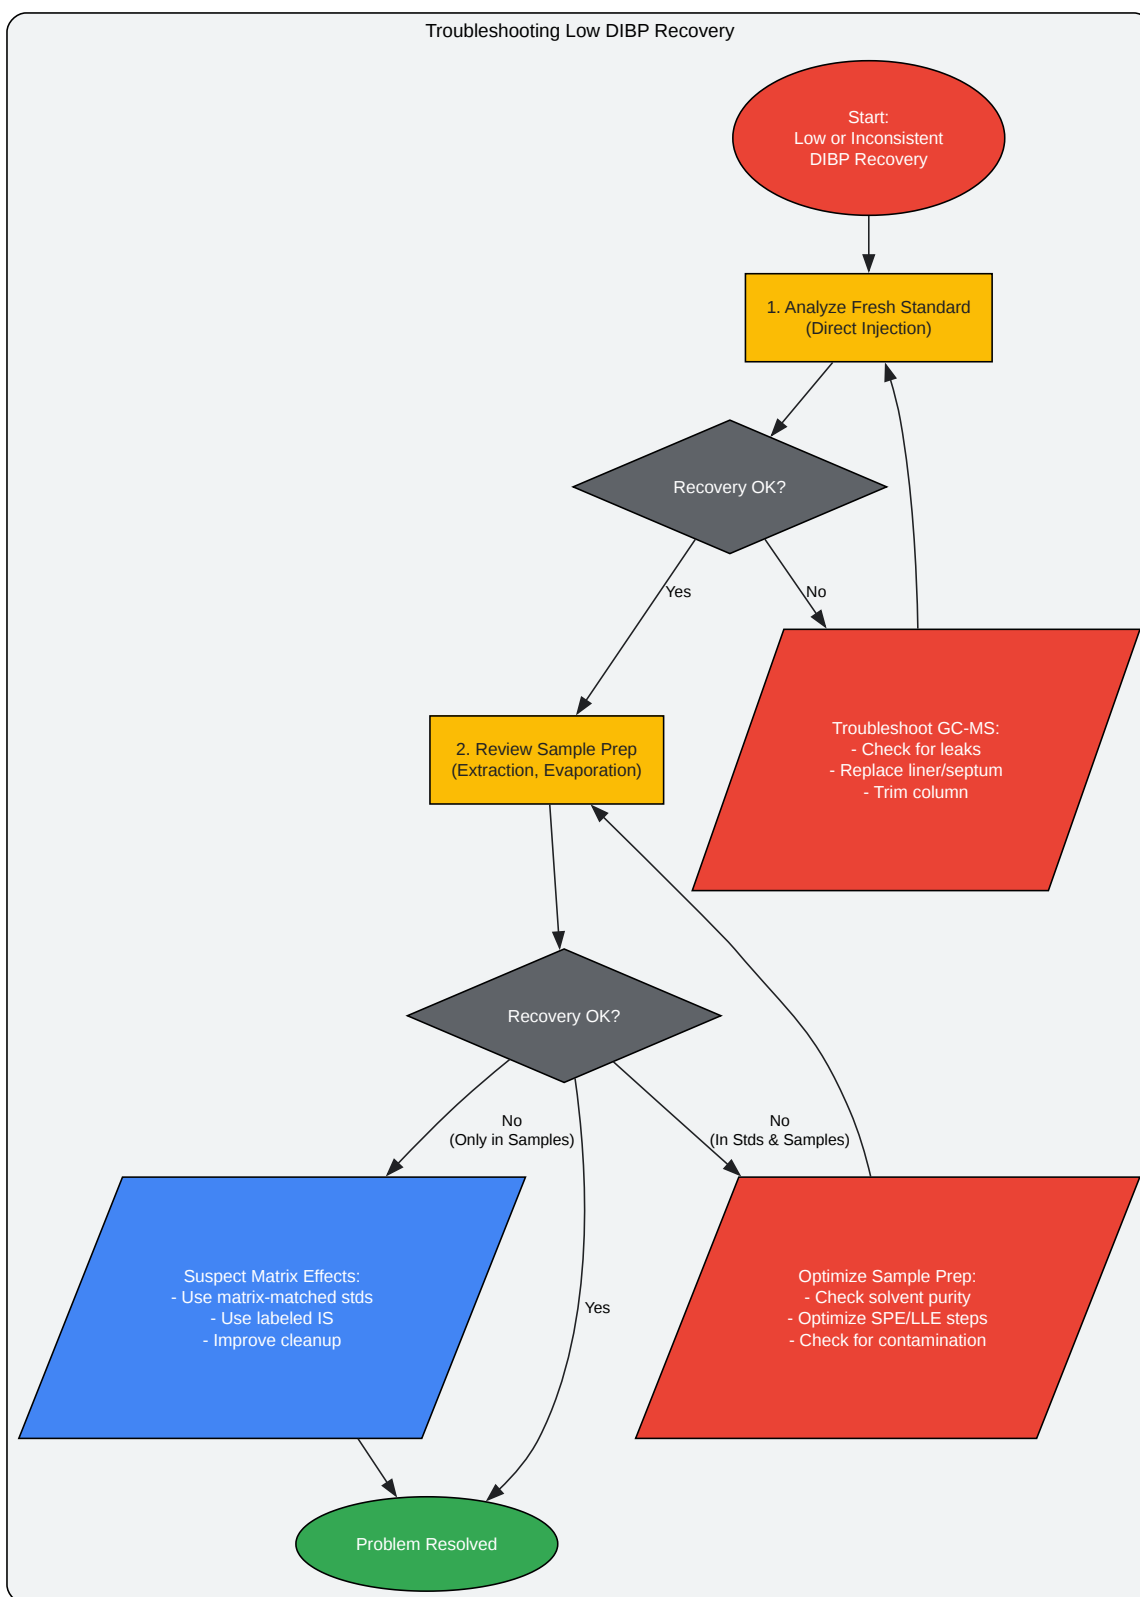 Troubleshooting Low DIBP Recovery
Start:
Low or Inconsistent
DIBP Recovery
1. Analyze Fresh Standard
(Direct Injection)
Recovery OK?
Yes
No
Troubleshoot GC-MS:
- Check for leaks
- Replace liner/septum
- Trim column
2. Review Sample Prep
(Extraction, Evaporation)
Recovery OK?
No
(Only in Samples)
No
(In Stds & Samples)
Suspect Matrix Effects:
- Use matrix-matched stds
- Use labeled IS
- Improve cleanup
Yes
Optimize Sample Prep:
- Check solvent purity
- Optimize SPE/LLE steps
- Check for contamination
Problem Resolved